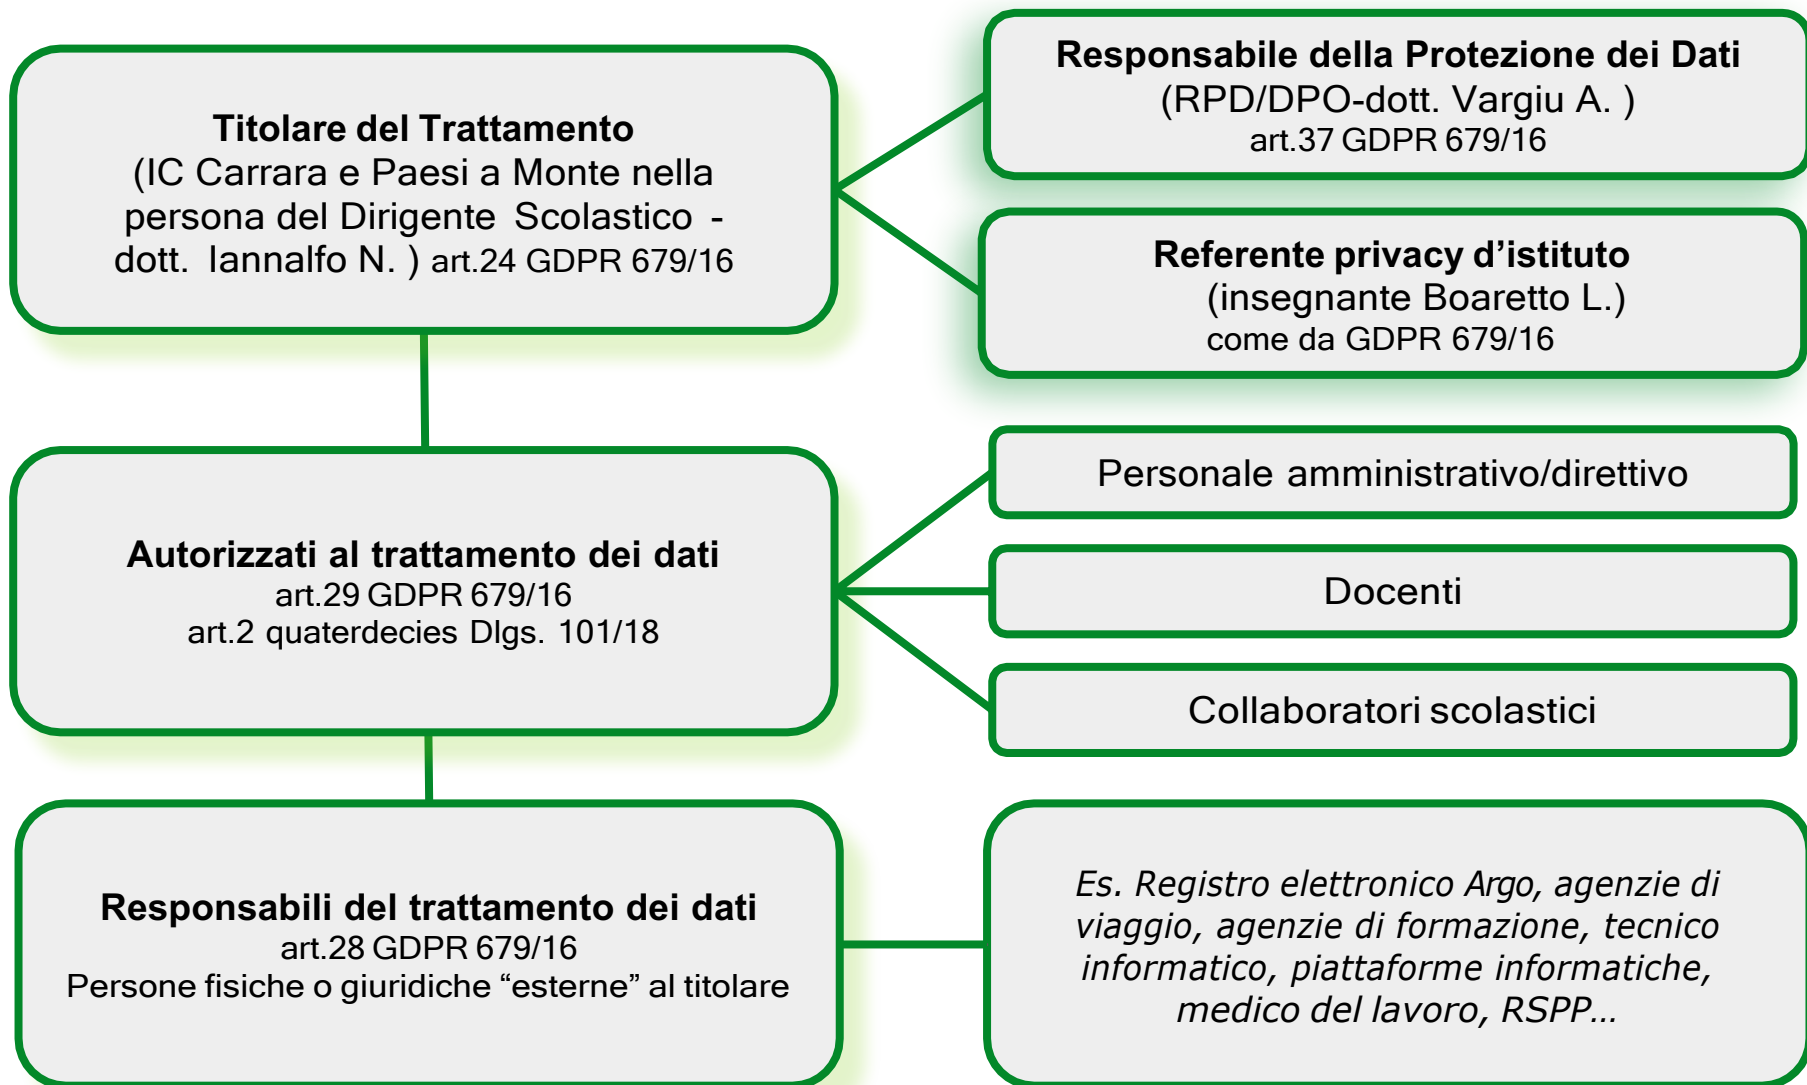 Titolare del Trattamento
(IC Carrara e Paesi a Monte nella
persona del Dirigente Scolastico -
dott. Iannalfo N. ) art.24 GDPR 679/16
Responsabile della Protezione dei Dati
(RPD/DPO-dott. Vargiu A. )
art.37 GDPR 679/16
Referente privacy d’istituto
(insegnante Boaretto L.)
come da GDPR 679/16
Autorizzati al trattamento dei dati
art.29 GDPR 679/16
art.2 quaterdecies Dlgs. 101/18
Personale amministrativo/direttivo
Docenti
Collaboratori scolastici
Responsabili del trattamento dei dati
art.28 GDPR 679/16
Persone fisiche o giuridiche “esterne” al titolare
Es. Registro elettronico Argo, agenzie di
viaggio, agenzie di formazione, tecnico
informatico, piattaforme informatiche,
medico del lavoro, RSPP…